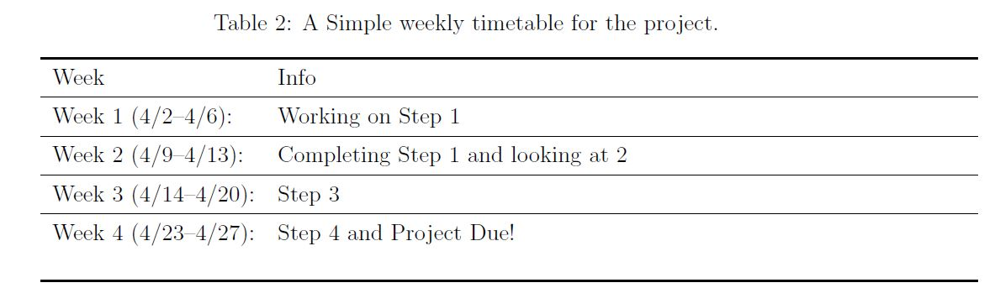 Table 2: A Simple weekly timetable for the project.
Week Info
Week 1 (4/2–4/6): Working on Step 1
Week 2 (4/9–4/13): Completing Step 1 and looking at 2
Week 3 (4/14–4/20): Step 3
Week 4 (4/23–4/27): Step 4 and Project Due!